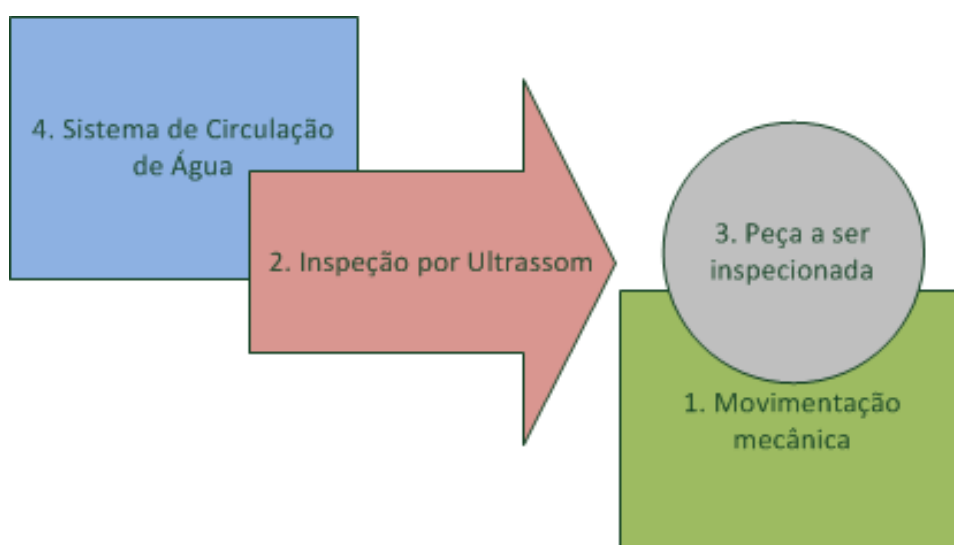 4. Sistema de Circulação
de Água
2. Inspeção por Ultrassom
3. Peça a ser
inspecionada
1. Movimentação
mecânica